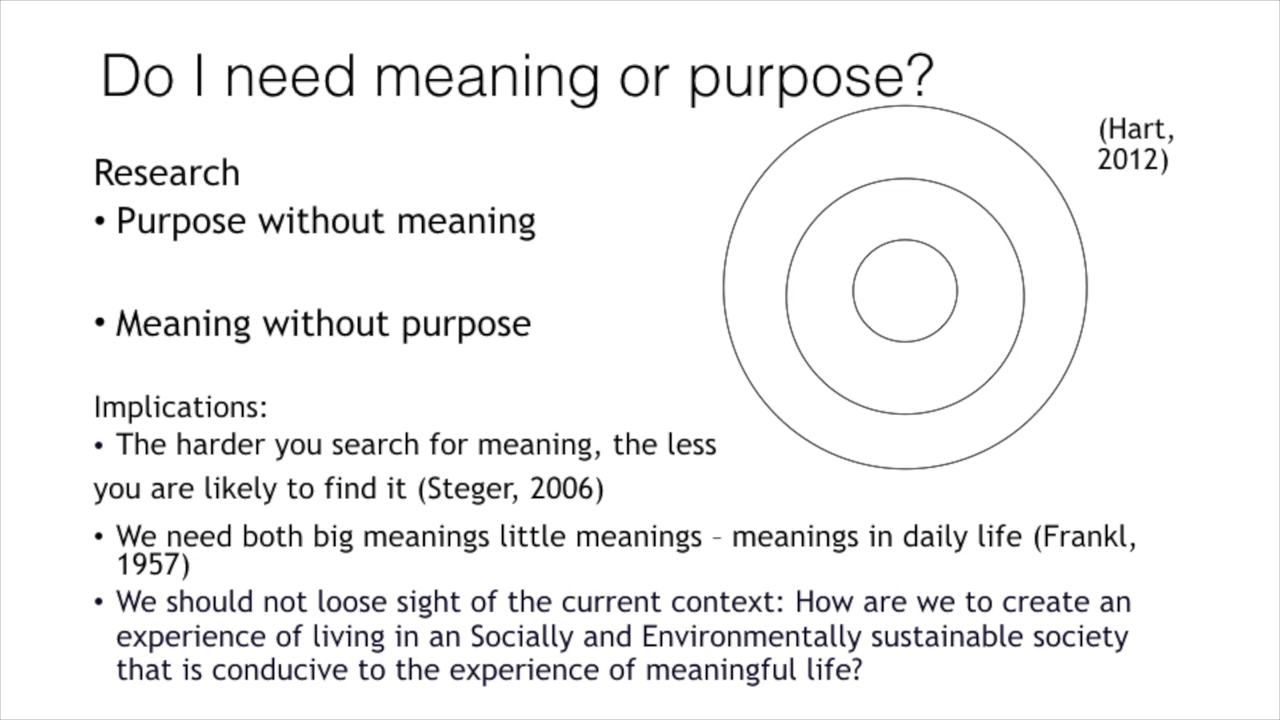 Do I need meaning or purpose?
(Hart,
2012)
Research
• Purpose without meaning
• Meaning without purpose
Implications:
• The harder you search for meaning, the less
you are likely to find it (Steger, 2006)
• We need both big meanings little meanings – meanings in daily life (Frankl,
1957)
• We should not loose sight of the current context: How are we to create an
experience of living in an Socially and Environmentally sustainable society
that is conducive to the experience of meaningful life?